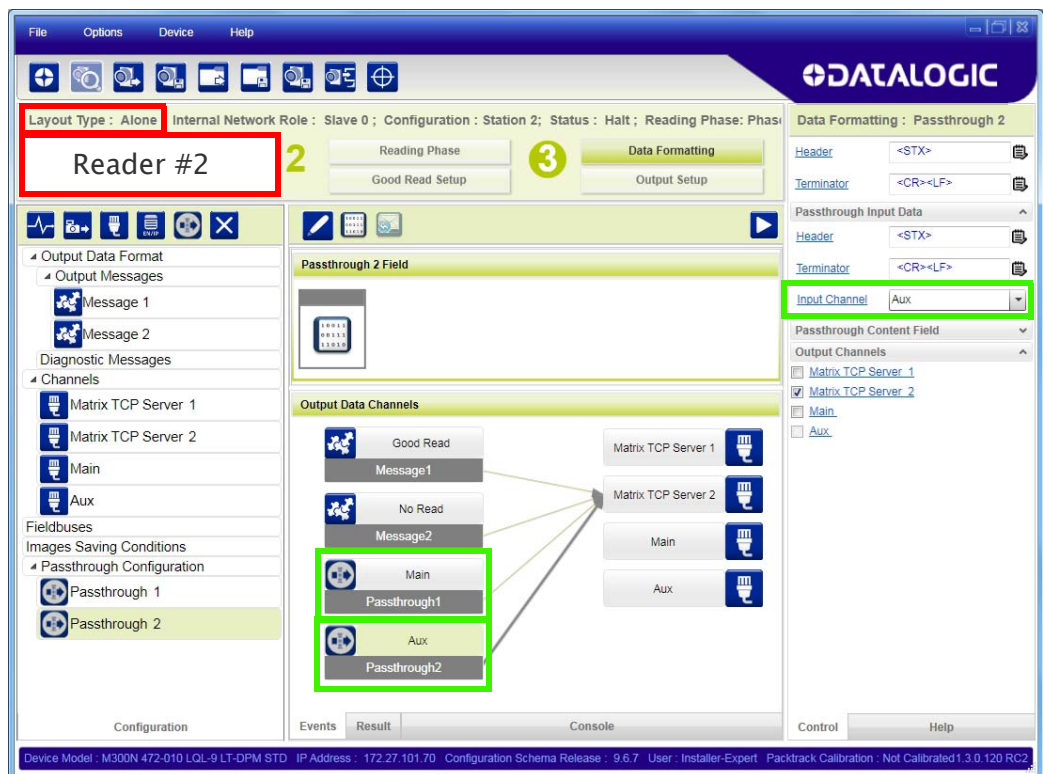 File Options Device Help
DATALOGIC
Layout Type : Alone Internal Network Role : Slave 0 ; Configuration : Station 2; Status : Halt ; Reading Phase: Phas
Reader #2
2
Reading Phase
Good Read Setup
3
Data Formatting
Output Setup
EN/IP
Output Data Format
Output Messages
Message 1
Message 2
Diagnostic Messages
Channels
Matrix TCP Server 1
Matrix TCP Server 2
Main
Aux
Fieldbuses
Images Saving Conditions
Passthrough Configuration
Passthrough 1
Passthrough 2
Configuration
Passthrough 2 Field
10011
00111
11010
Output Data Channels
Good Read
Message1
No Read
Message2
Main
Passthrough1
Aux
Passthrough2
Matrix TCP Server 1
Matrix TCP Server 2
Main
Aux
Events Result Console
Data Formatting : Passthrough 2
Header <STX>
Terminator <CR><LF>
Passthrough Input Data
Header <STX>
Terminator <CR><LF>
Input Channel Aux
Passthrough Content Field
Output Channels
Matrix TCP Server 1
Matrix TCP Server 2
Main
Aux
Control Help
Device Model : M300N 472-010 LQL-9 LT-DPM STD IP Address : 172.27.101.70 Configuration Schema Release : 9.6.7 User : Installer-Expert Packtrack Calibration : Not Calibrated1.3.0.120 RC2